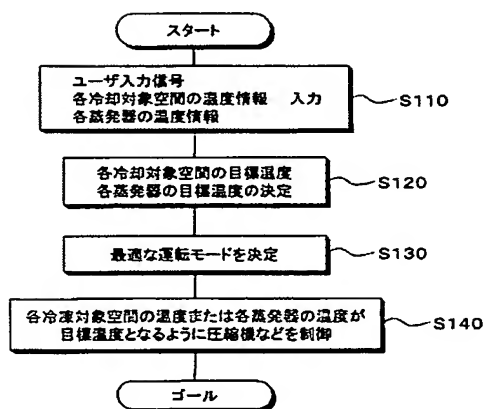 スタート
ユーザ入力信号
各冷却対象空間の温度情報 入力
各蒸発器の温度情報
S110
各冷却対象空間の目標温度
各蒸発器の目標温度の決定
S120
最適な運転モードを決定
S130
各冷凍対象空間の温度または各蒸発器の温度が
目標温度となるように圧縮機などを制御
S140
ゴール